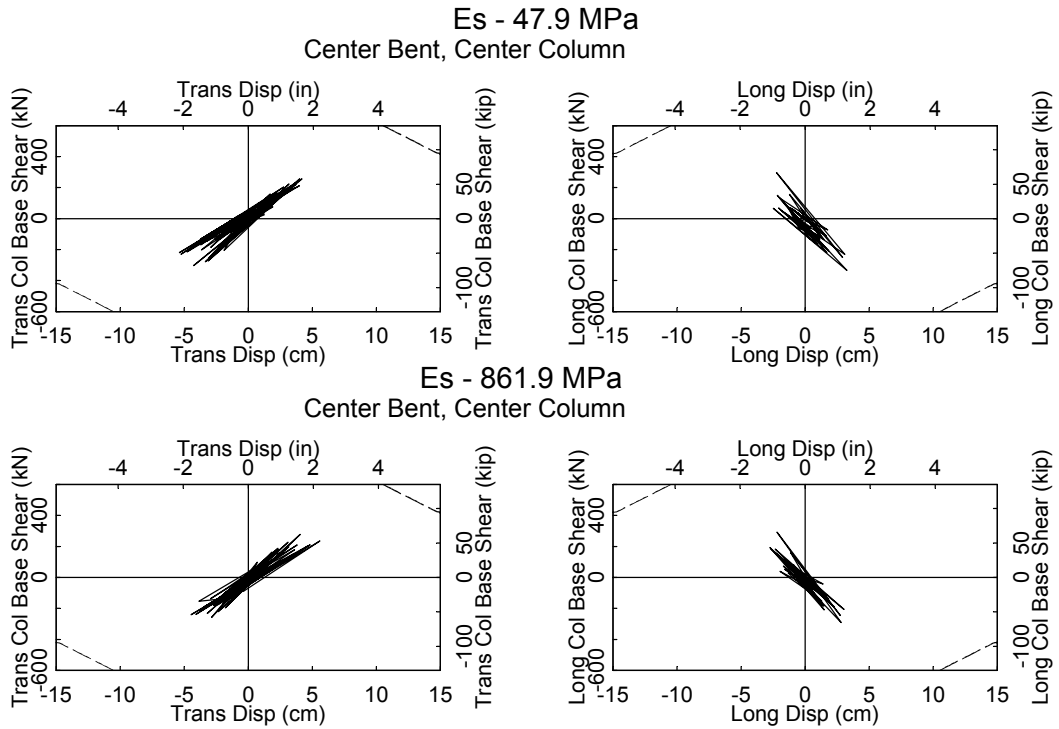 Es - 47.9 MPa
Center Bent, Center Column
Trans Disp (in)
-4 -2 0 2 4
Trans Col Base Shear (kN)
400
0
-600
Trans Col Base Shear (kip)
50
0
-100
-15 -10 -5 0 5 10 15
Trans Disp (cm)
Long Disp (in)
-4 -2 0 2 4
Long Col Base Shear (kN)
400
0
-600
Long Col Base Shear (kip)
50
0
-100
-15 -10 -5 0 5 10 15
Long Disp (cm)
Es - 861.9 MPa
Center Bent, Center Column
Trans Disp (in)
-4 -2 0 2 4
Trans Col Base Shear (kN)
400
0
-600
Trans Col Base Shear (kip)
50
0
-100
-15 -10 -5 0 5 10 15
Trans Disp (cm)
Long Disp (in)
-4 -2 0 2 4
Long Col Base Shear (kN)
400
0
-600
Long Col Base Shear (kip)
50
0
-100
-15 -10 -5 0 5 10 15
Long Disp (cm)